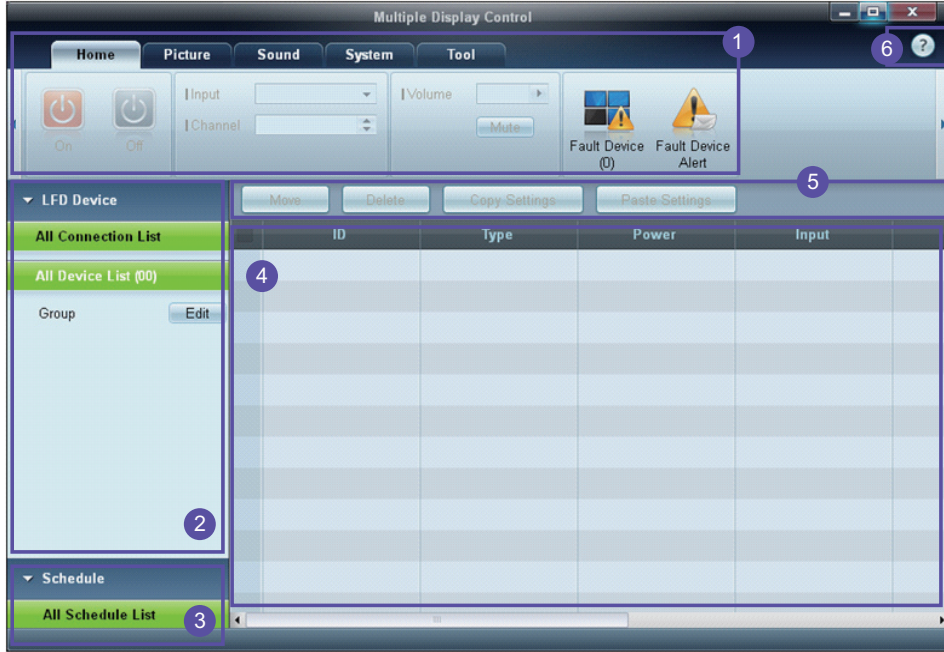 Multiple Display Control
Home Picture Sound System Tool
1
6
?
Input
Channel
On Off
Volume
Mute
Fault Device
(0)
Fault Device
Alert
5
LFD Device
Move Delete Copy Settings Paste Settings
All Connection List
ID Type Power Input
All Device List (00)
4
Group Edit
2
Schedule
All Schedule List
3